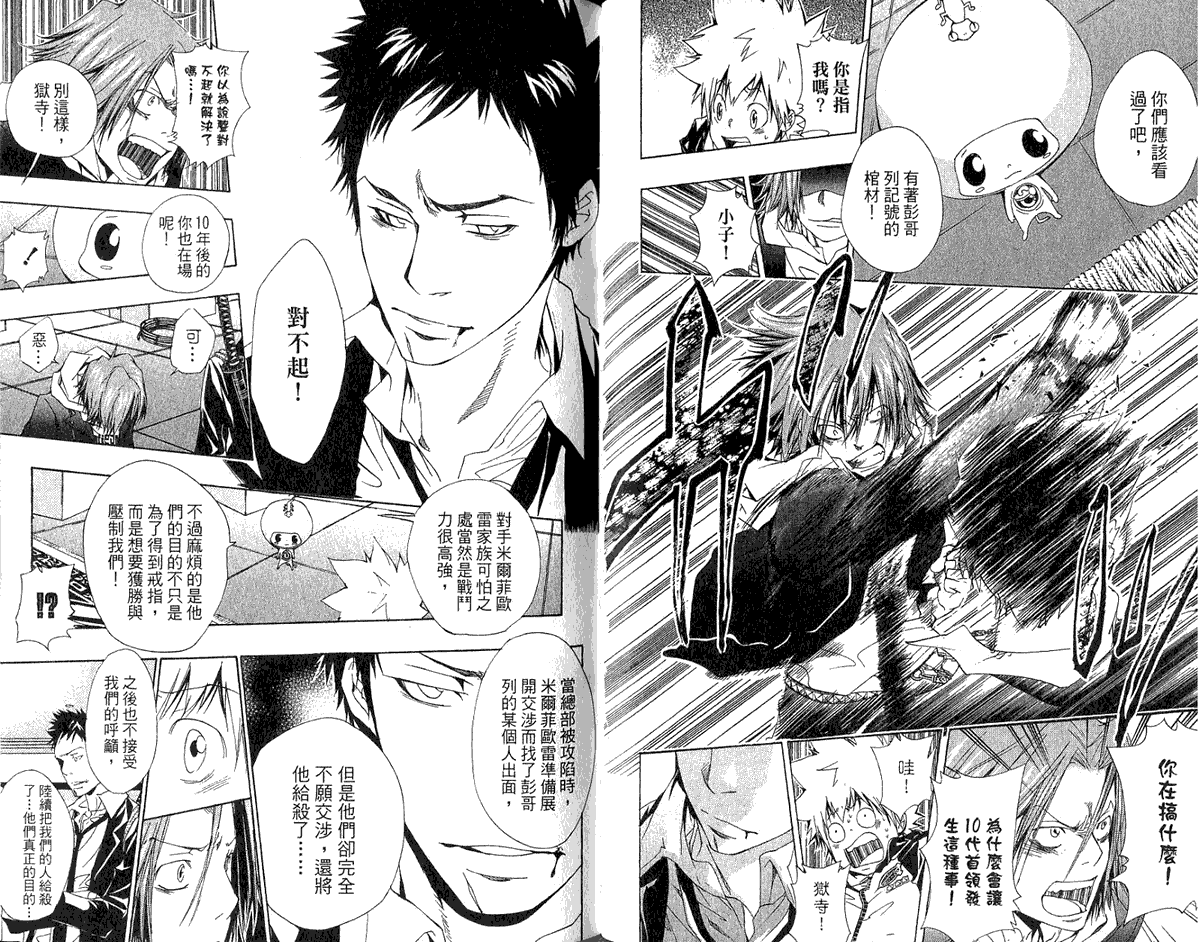 你們應該看
過了吧，
有著彭哥
列記號的
棺材！
你是指
我嗎？
小子！
你在搞什麼！
為什麼會讓
10代首領發
生這種事！
哇！
獄寺！
對不起！
你以為說聲對
不起就解決了
嗎…！
別這樣，
獄寺！
10年後的
你也在場
呢！
！
可…
惡…
對手米爾菲歐
雷家族可怕之
處當然是戰鬥
力很高強，
不過麻煩的是他
們的目的不只是
為了得到戒指，
而是想要獲勝與
壓制我們！
!?
當總部被攻陷時，
米爾菲歐雷準備展
開交涉而找了彭哥
列的某個人出面，
但是他們卻完全
不願交涉，還將
他給殺了……
之後也不接受
我們的呼籲，
陸續把我們的人給殺
了…他們真正的目的…